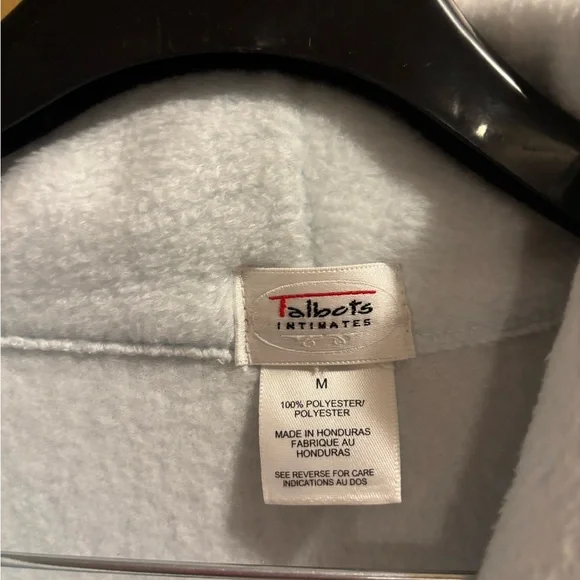 Talbots
INTIMATES
M
100% POLYESTER/
POLYESTER
MADE IN HONDURAS
FABRIQUE AU
HONDURAS
SEE REVERSE FOR CARE
INDICATIONS AU DOS